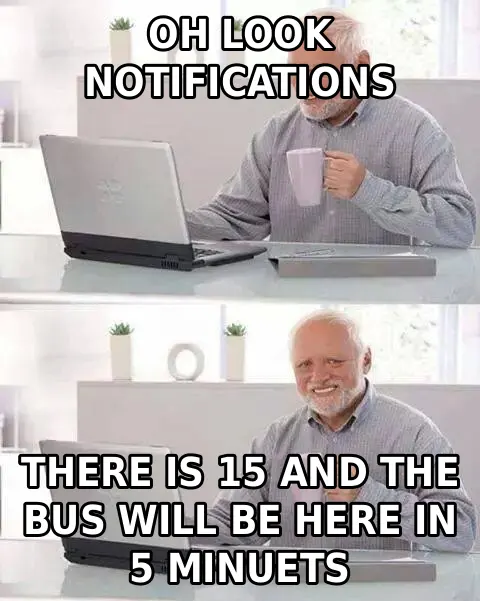 OH LOOK
NOTIFICATIONS
THERE IS 15 AND THE
BUS WILL BE HERE IN
5 MINUETS